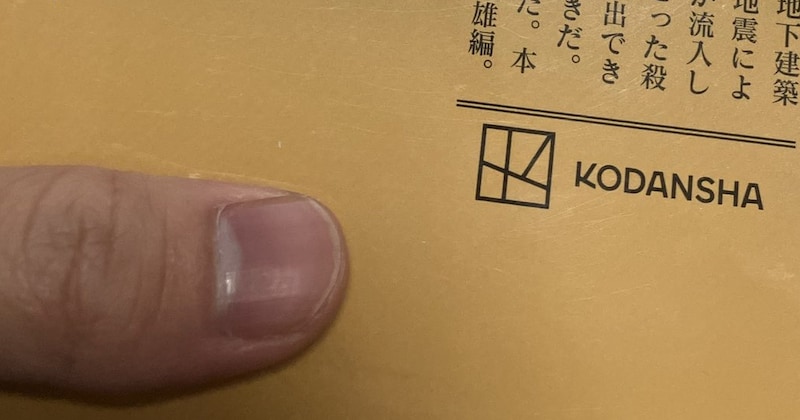 地下建築
地震によ
が流入し
った殺
出でき
きだ。
た。本
雄編。
KODANSHA